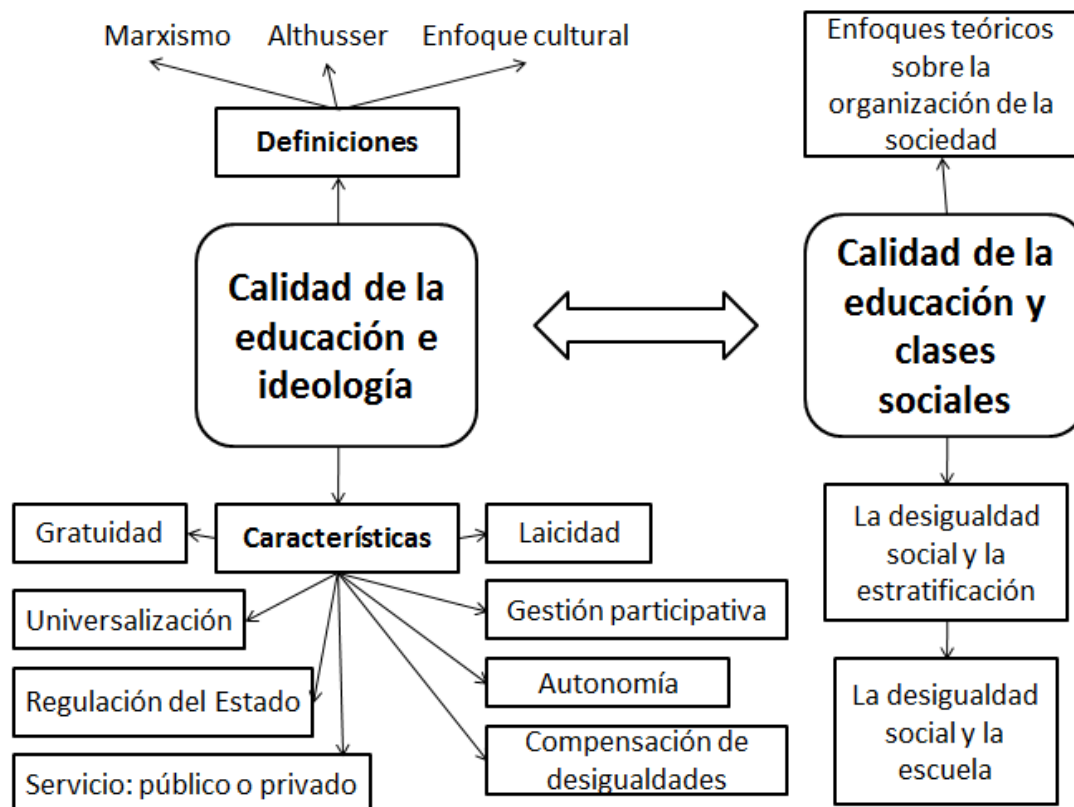 Marxismo
Althusser
Enfoque cultural
Definiciones
Calidad de la
educación e
ideología
Características
Gratuidad
Universalización
Regulación del Estado
Servicio: público o privado
Laicidad
Gestión participativa
Autonomía
Compensación de
desigualdades
Enfoques teóricos
sobre la
organización de la
sociedad
Calidad de la
educación y
clases
sociales
La desigualdad
social y la
estratificación
La desigualdad
social y la
escuela